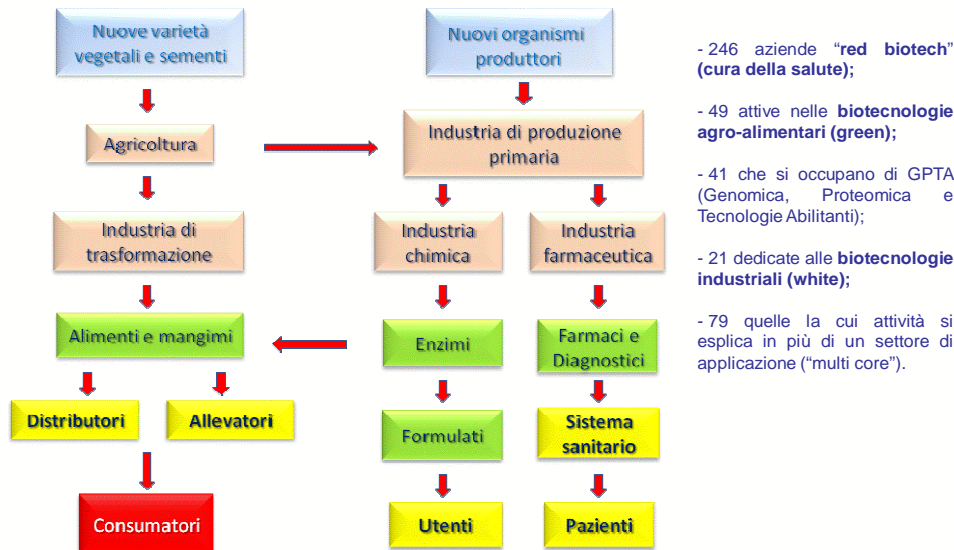 Nuove varietà
vegetali e sementi
Nuovi organismi
produttori
Agricoltura
Industria di produzione
primaria
Industria di
trasformazione
Industria
chimica
Industria
farmaceutica
Alimenti e mangimi
Enzimi
Farmaci e
Diagnostici
Distributori
Allevatori
Formulati
Sistema
sanitario
Consumatori
Utenti
Pazienti
- 246 aziende “red biotech”
(cura della salute);
- 49 attive nelle biotecnologie
agro-alimentari (green);
- 41 che si occupano di GPTA
(Genomica, Proteomica e
Tecnologie Abilitanti);
- 21 dedicate alle biotecnologie
industriali (white);
- 79 quelle la cui attività si
esplica in più di un settore di
applicazione (“multi core”).